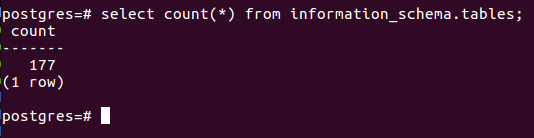 postgres=# select count(*) from information_schema.tables;
 count
-------
   177
(1 row)

postgres=#